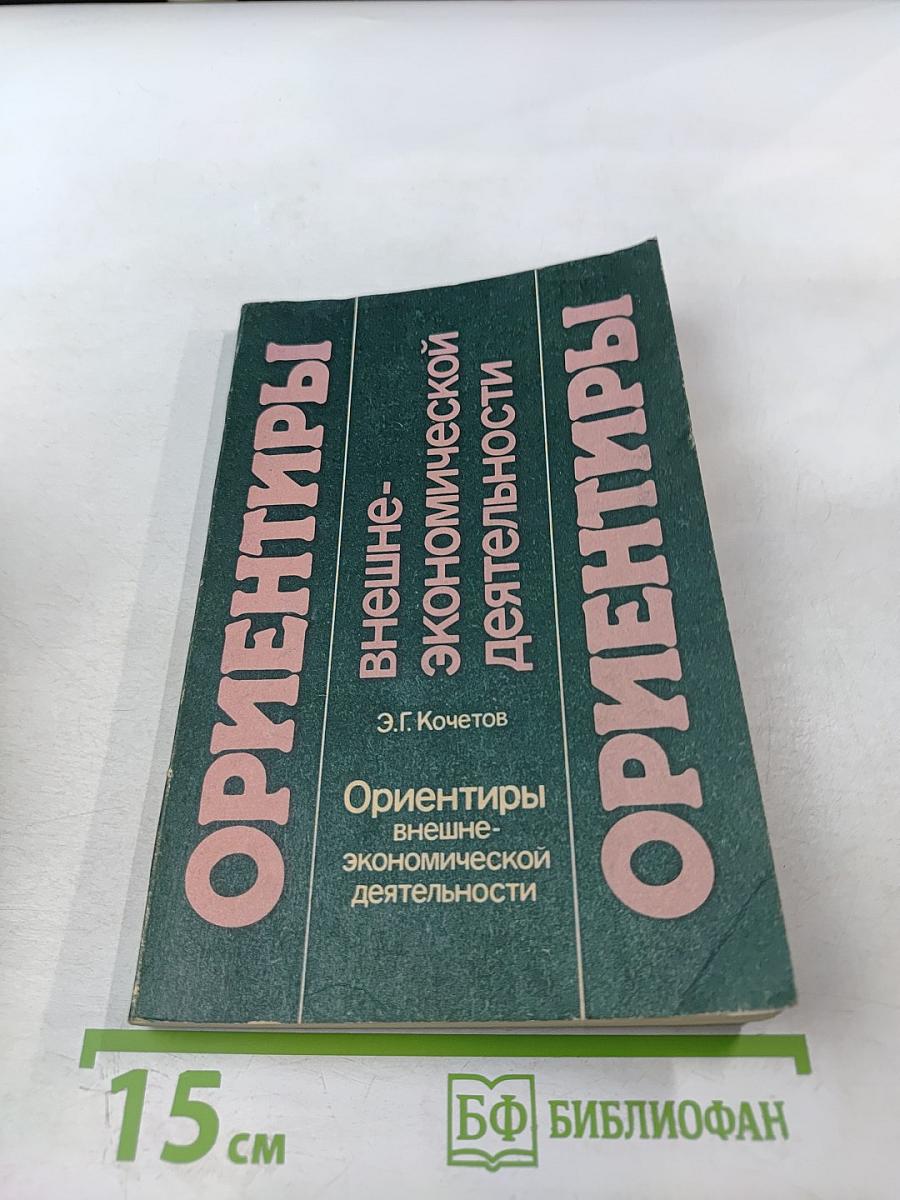 ОРИЕНТИРЫ
внешне-
экономической
деятельности
Э.Г. Кочетов
Ориентиры
внешне-
экономической
деятельности
ОРИЕНТИРЫ
15 см
БФ БИБЛИОФАН